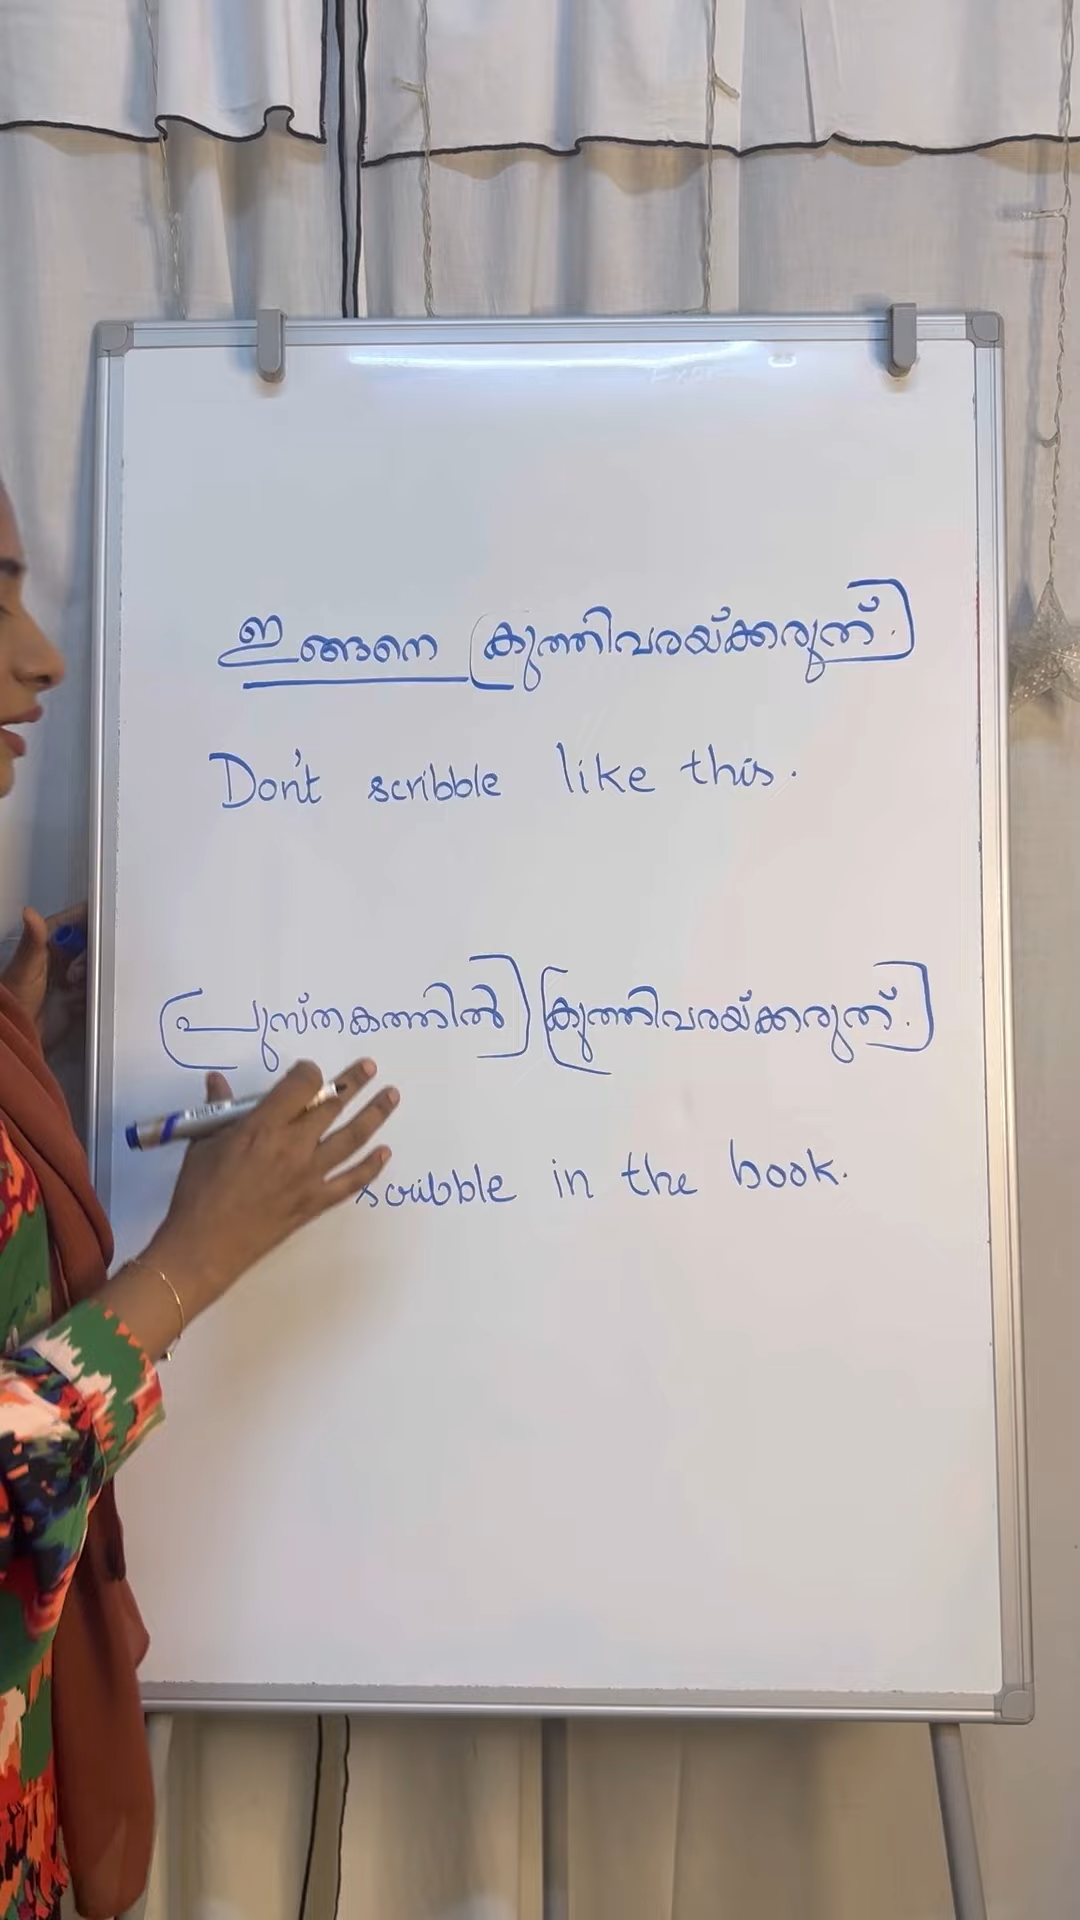 ഇങ്ങനെ കുത്തിവരയ്ക്കരുത്.
Don't scribble like this.
പുസ്തകത്തിൽ കുത്തിവരയ്ക്കരുത്.
scribble in the book.